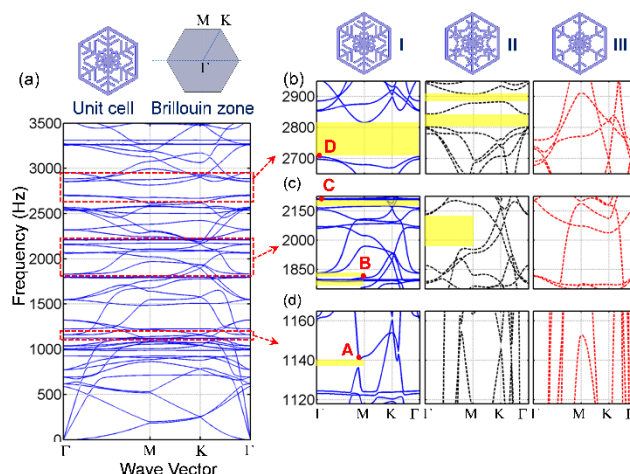 M K
Γ
I II III
(a)
Unit cell Brillouin zone
(b)
(c)
(d)
3500
3000
2500
2000
1500
1000
500
0
Frequency (Hz)
Γ M K Γ
Wave Vector
2900
2800
2700
D
C
2150
2000
1850
B
1160
1140
1120
A
Γ M K Γ M K Γ M K Γ